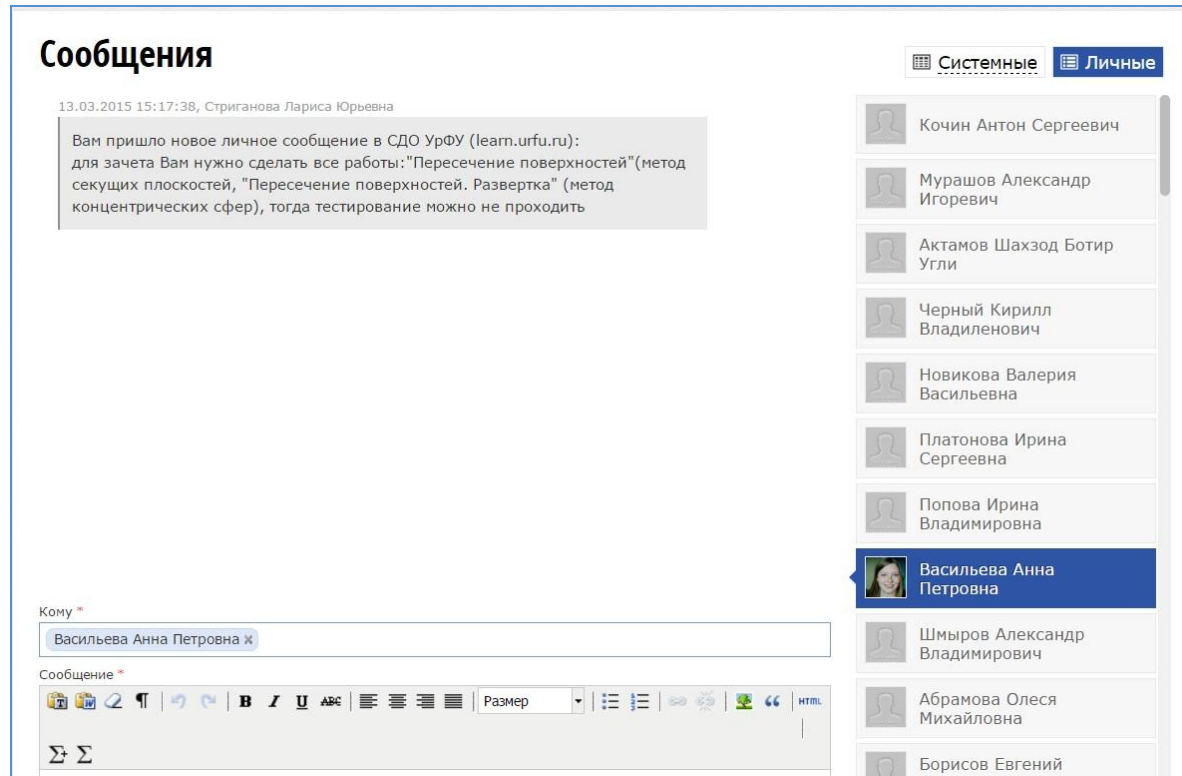 Сообщения
Системные
Личные
13.03.2015 15:17:38, Стриганова Лариса Юрьевна
Вам пришло новое личное сообщение в СДО УрФУ (learn.urfu.ru):
для зачета Вам нужно сделать все работы:"Пересечение поверхностей"(метод
секущих плоскостей, "Пересечение поверхностей. Развертка" (метод
концентрических сфер), тогда тестирование можно не проходить
Кому *
Васильева Анна Петровна ×
Сообщение *
B I U ABC Размер HTML
Σ+ Σ
Кочин Антон Сергеевич
Мурашов Александр
Игоревич
Актамов Шахзод Ботир
Угли
Черный Кирилл
Владиленович
Новикова Валерия
Васильевна
Платонова Ирина
Сергеевна
Попова Ирина
Владимировна
Васильева Анна
Петровна
Шмыров Александр
Владимирович
Абрамова Олеся
Михайловна
Борисов Евгений